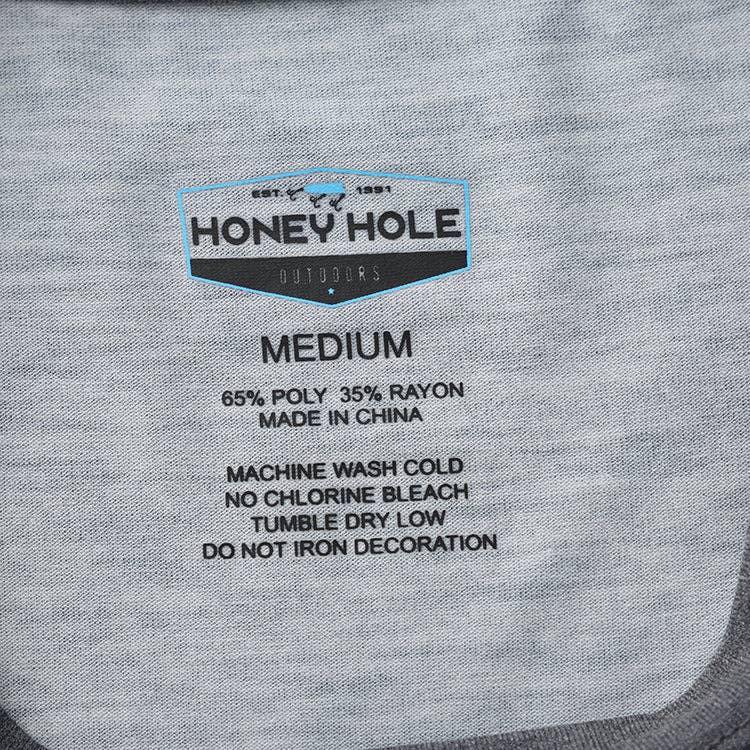 EST. 1991
HONEY HOLE
OUTDOORS
MEDIUM
65% POLY 35% RAYON
MADE IN CHINA
MACHINE WASH COLD
NO CHLORINE BLEACH
TUMBLE DRY LOW
DO NOT IRON DECORATION